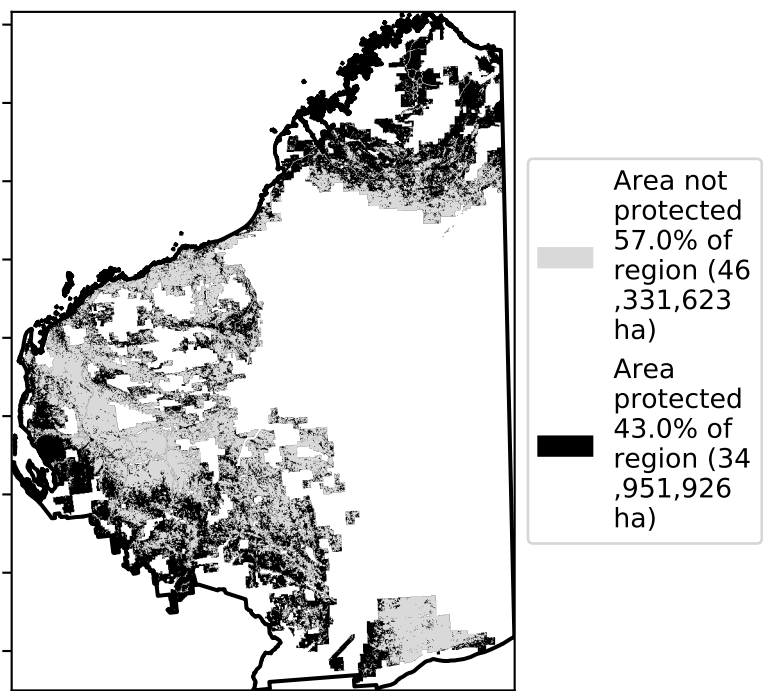 Area not
protected
57.0% of
region (46
,331,623
ha)
Area
protected
43.0% of
region (34
,951,926
ha)